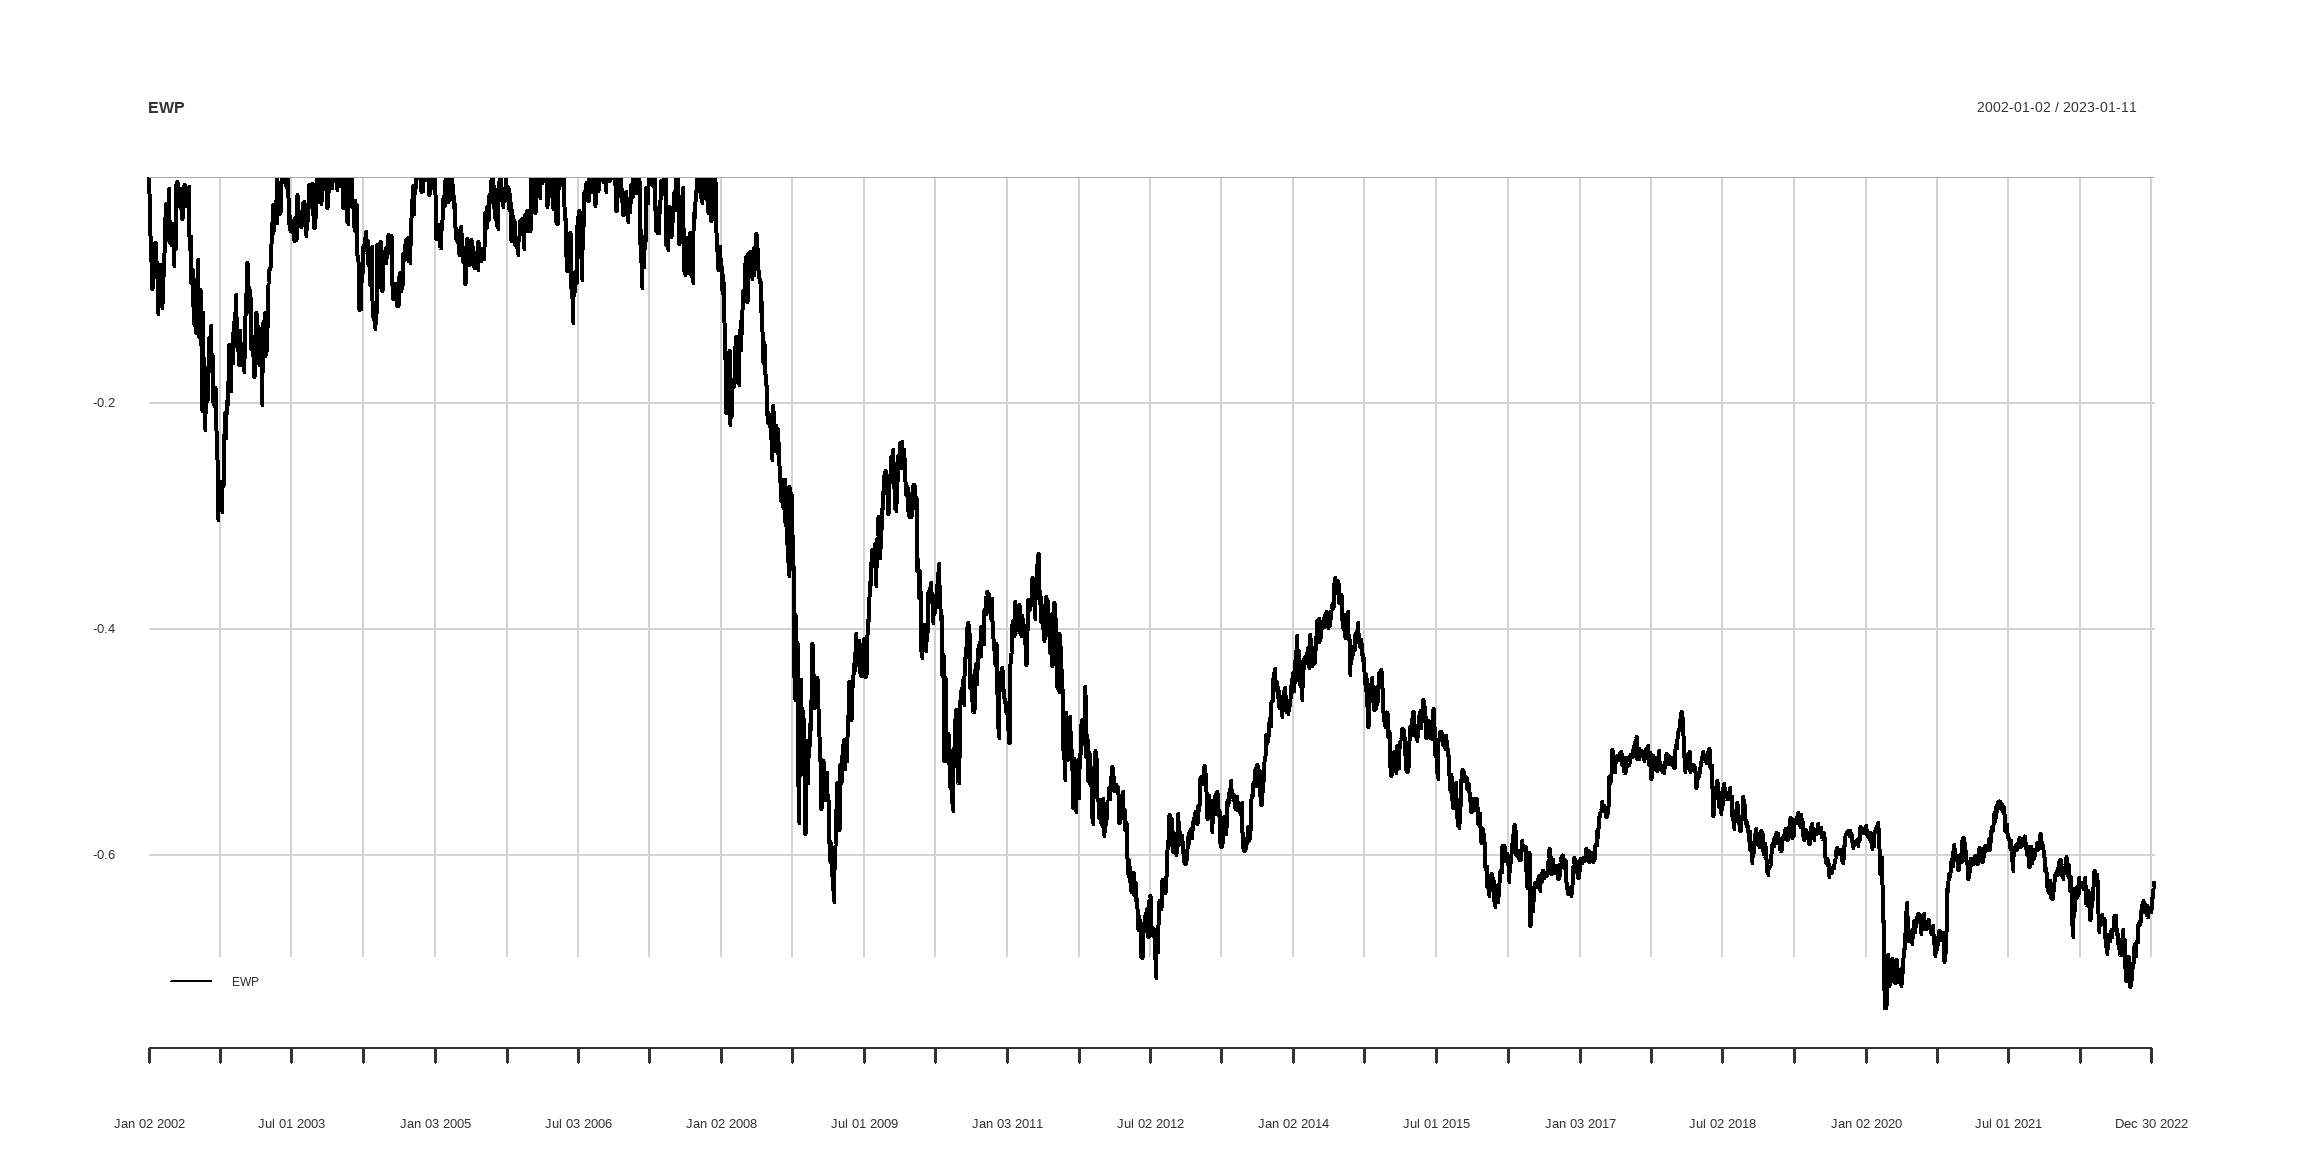 EWP
2002-01-02 / 2023-01-11
-0.2
-0.4
-0.6
EWP
Jan 02 2002
Jul 01 2003
Jan 03 2005
Jul 03 2006
Jan 02 2008
Jul 01 2009
Jan 03 2011
Jul 02 2012
Jan 02 2014
Jul 01 2015
Jan 03 2017
Jul 02 2018
Jan 02 2020
Jul 01 2021
Dec 30 2022